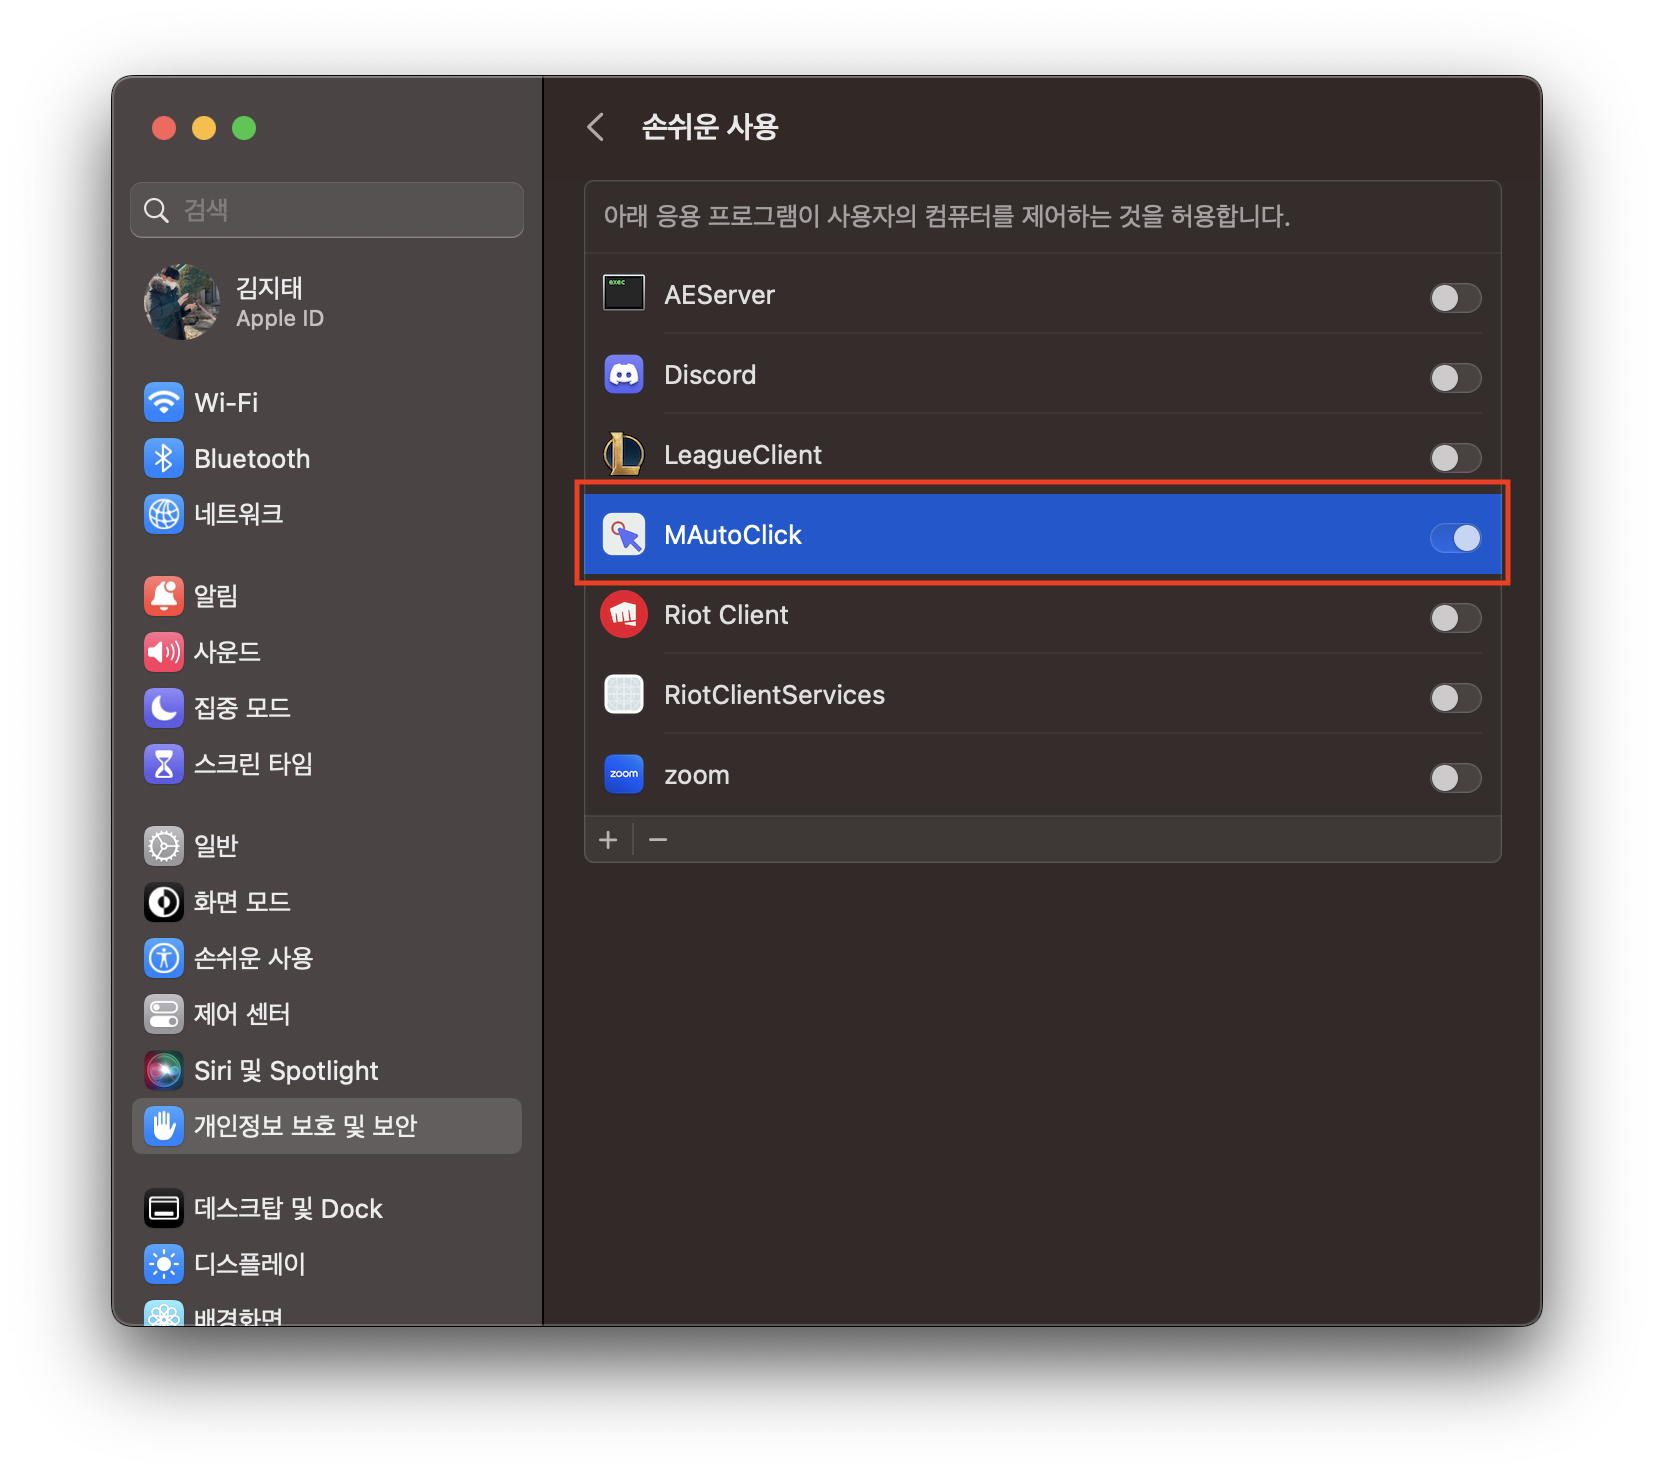 검색
김지태
Apple ID
Wi-Fi
Bluetooth
네트워크
알림
사운드
집중 모드
스크린 타임
일반
화면 모드
손쉬운 사용
제어 센터
Siri 및 Spotlight
개인정보 보호 및 보안
데스크탑 및 Dock
디스플레이
배경화면
손쉬운 사용
아래 응용 프로그램이 사용자의 컴퓨터를 제어하는 것을 허용합니다.
exec
AEServer
Discord
LeagueClient
MAutoClick
Riot Client
RiotClientServices
zoom
zoom